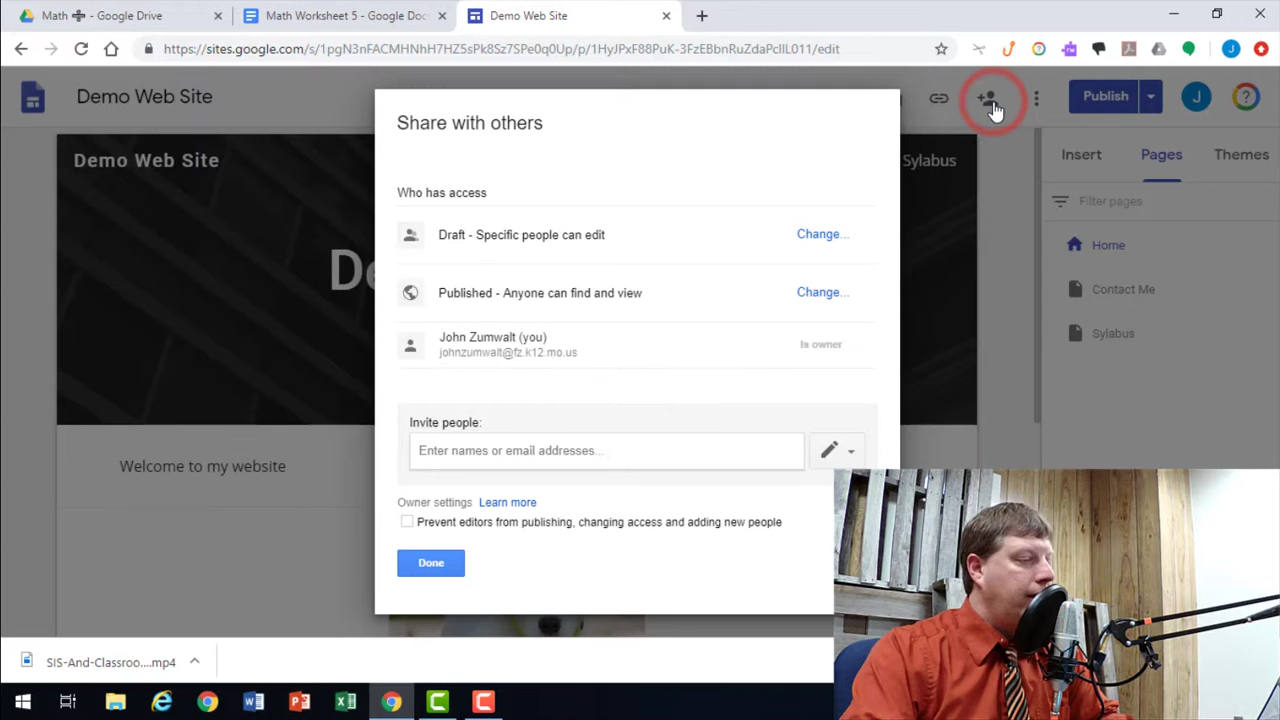 Math ➗ - Google Drive
Math Worksheet 5 - Google Doc
Demo Web Site
https://sites.google.com/s/1pgN3nFACMHNhH7HZ5sPk8Sz7SPe0q0Up/p/1HyJPxF88PuK-3FzEBbnRuZdaPcllL011/edit
Demo Web Site
Publish
J
Demo Web Site
Sylabus
De
Welcome to my website
Share with others
Who has access
Draft - Specific people can edit
Change...
Published - Anyone can find and view
Change...
John Zumwalt (you)
johnzumwalt@fz.k12.mo.us
Is owner
Invite people:
Enter names or email addresses...
Owner settings Learn more
Prevent editors from publishing, changing access and adding new people
Done
Insert
Pages
Themes
Filter pages
Home
Contact Me
Sylabus
SIS-And-Classroo....mp4